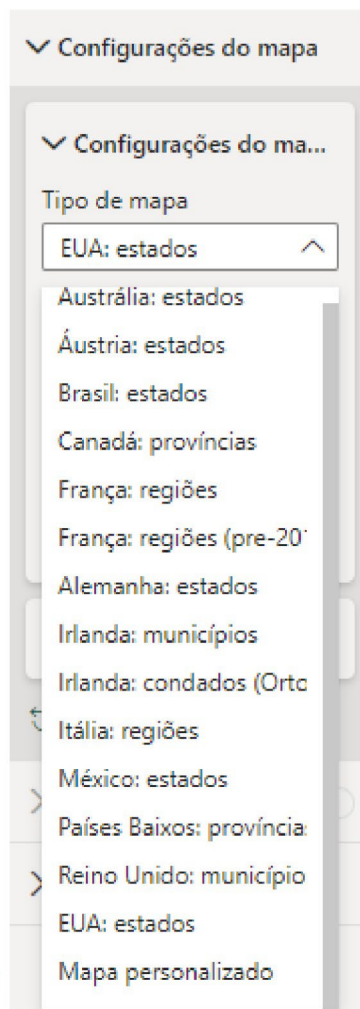 Configurações do mapa
Configurações do ma...
Tipo de mapa
EUA: estados
Austrália: estados
Áustria: estados
Brasil: estados
Canadá: províncias
França: regiões
França: regiões (pre-201
Alemanha: estados
Irlanda: municípios
Irlanda: condados (Orto
Itália: regiões
México: estados
Países Baixos: província
Reino Unido: município
EUA: estados
Mapa personalizado